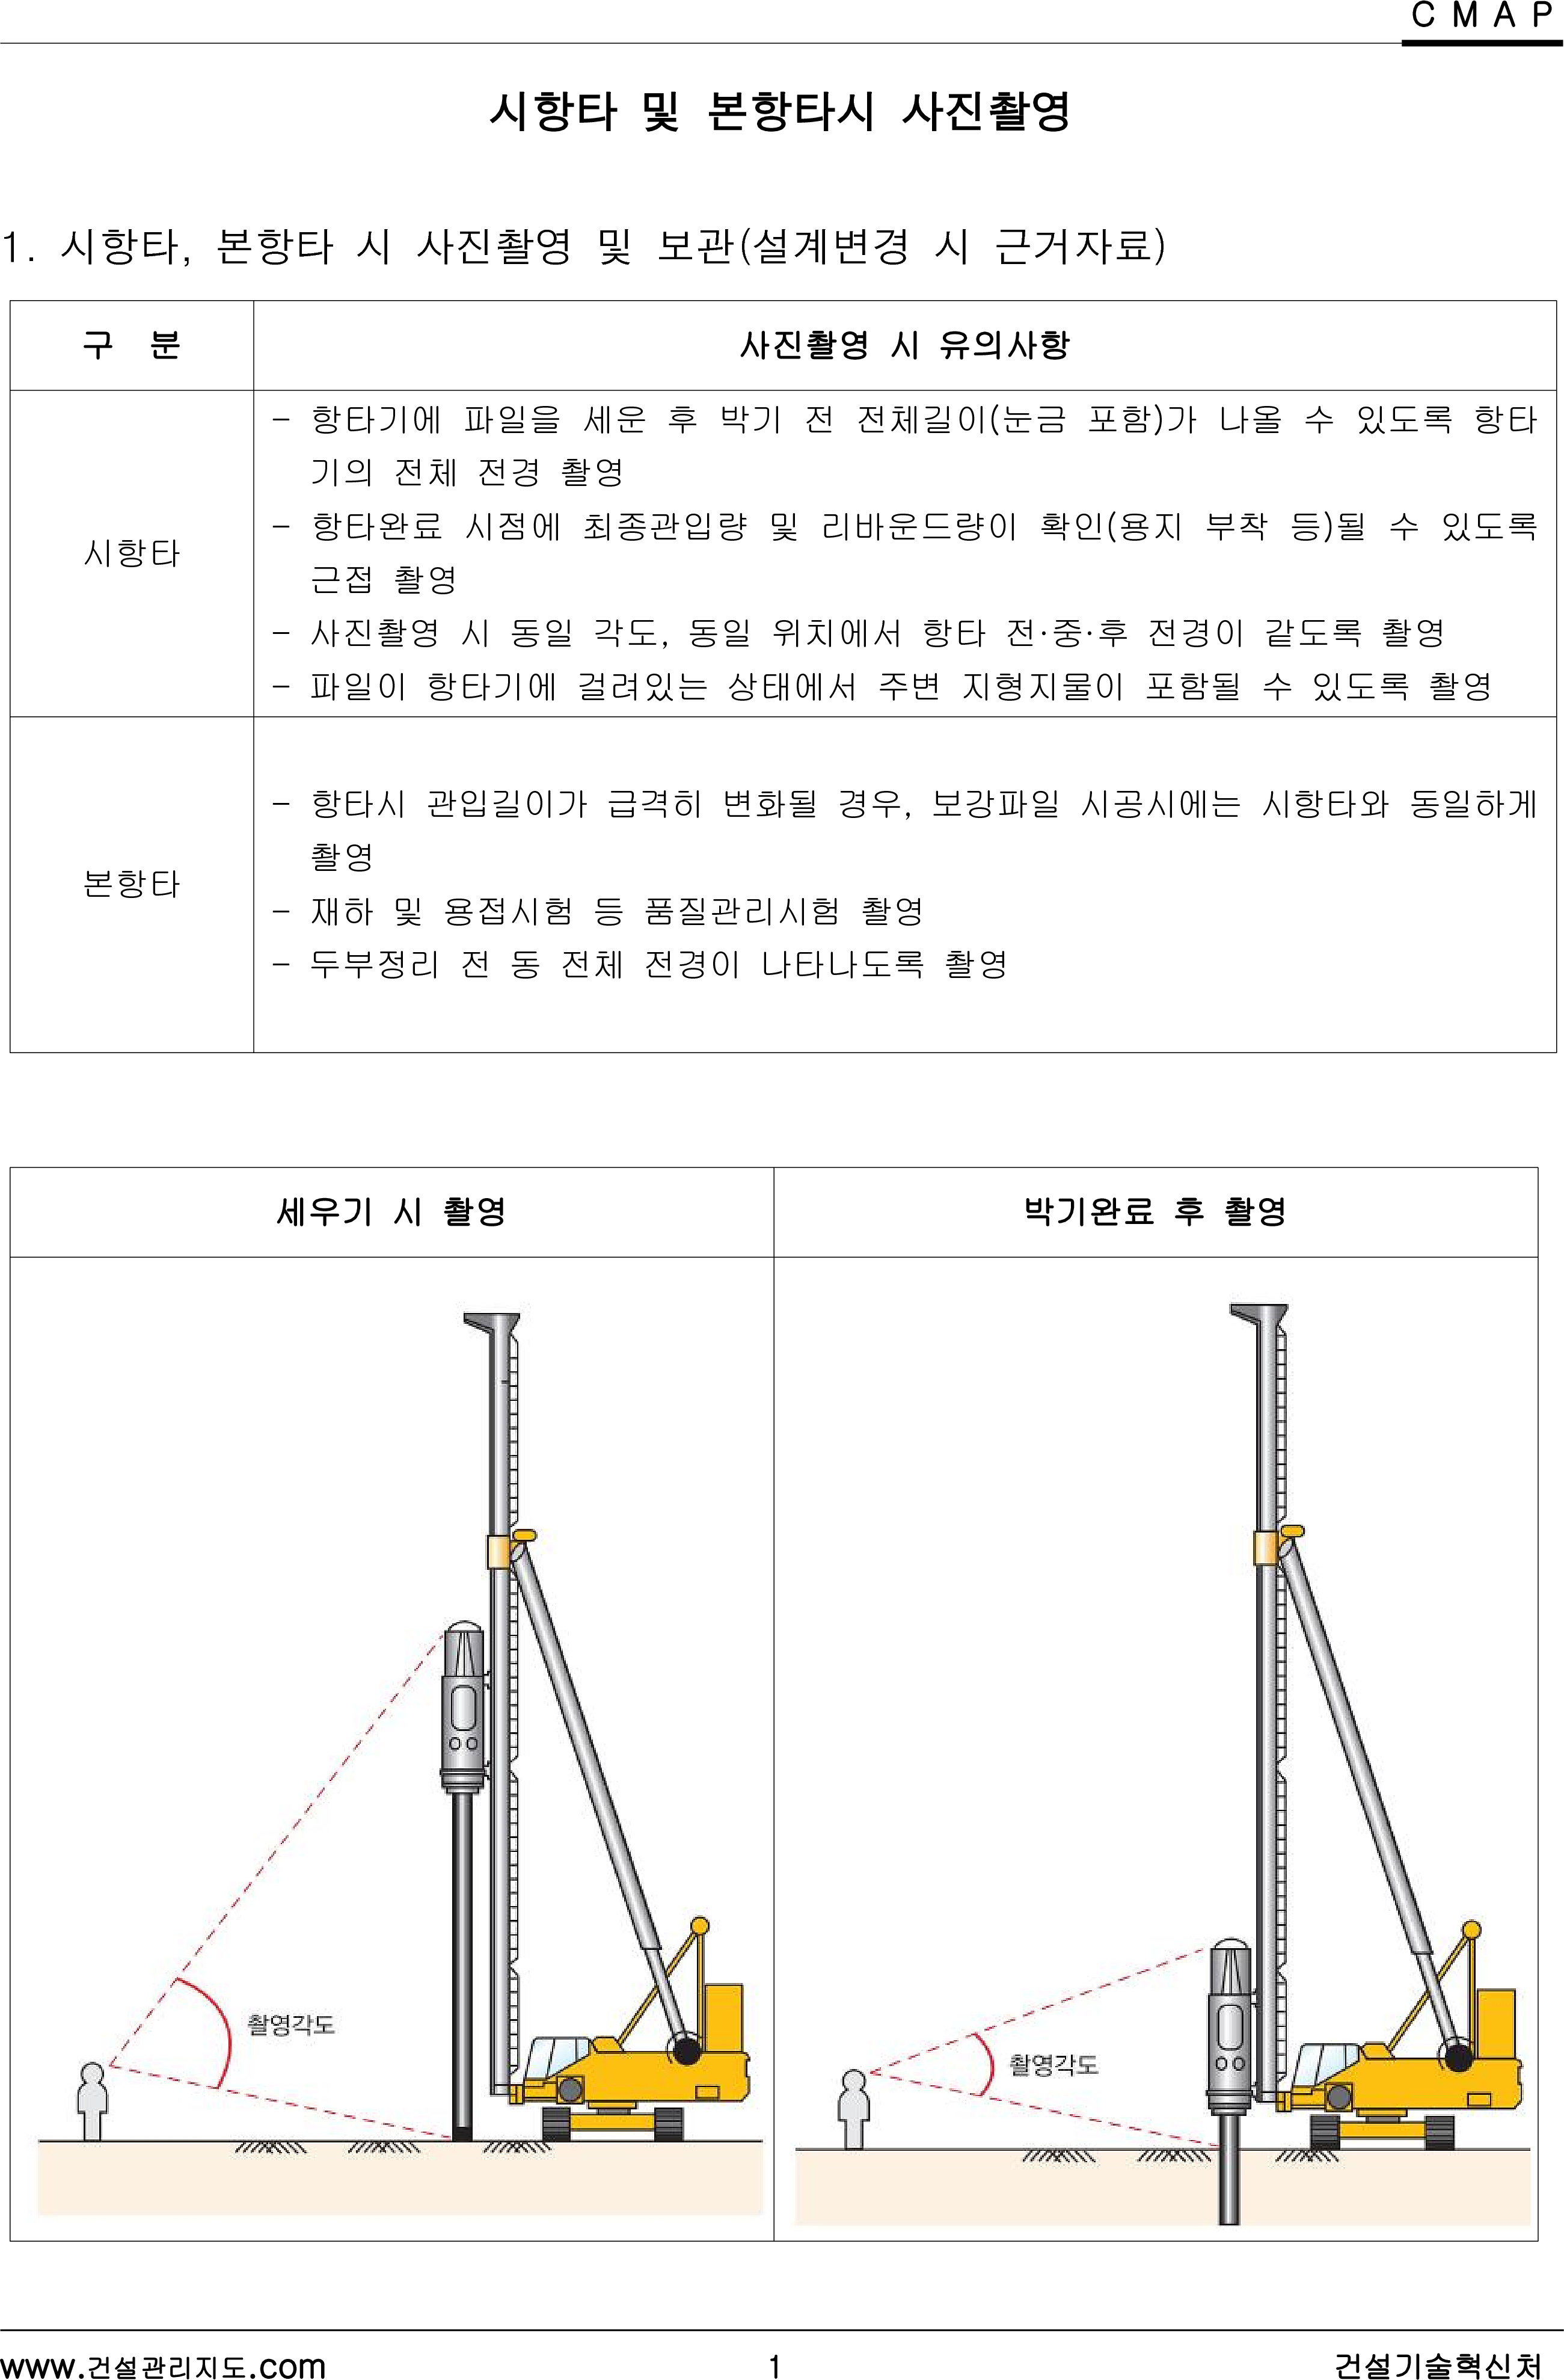 C M A P
시항타 및 본항타시 사진촬영
1. 시항타, 본항타 시 사진촬영 및 보관(설계변경 시 근거자료)
구 분
사진촬영 시 유의사항
시항타
- 항타기에 파일을 세운 후 박기 전 전체길이(눈금 포함)가 나올 수 있도록 항타
기의 전체 전경 촬영
- 항타완료 시점에 최종관입량 및 리바운드량이 확인(용지 부착 등)될 수 있도록
근접 촬영
- 사진촬영 시 동일 각도, 동일 위치에서 항타 전·중·후 전경이 같도록 촬영
- 파일이 항타기에 걸려있는 상태에서 주변 지형지물이 포함될 수 있도록 촬영
본항타
- 항타시 관입길이가 급격히 변화될 경우, 보강파일 시공시에는 시항타와 동일하게
촬영
- 재하 및 용접시험 등 품질관리시험 촬영
- 두부정리 전 동 전체 전경이 나타나도록 촬영
세우기 시 촬영
박기완료 후 촬영
촬영각도
촬영각도
www.건설관리지도.com
1
건설기술혁신처